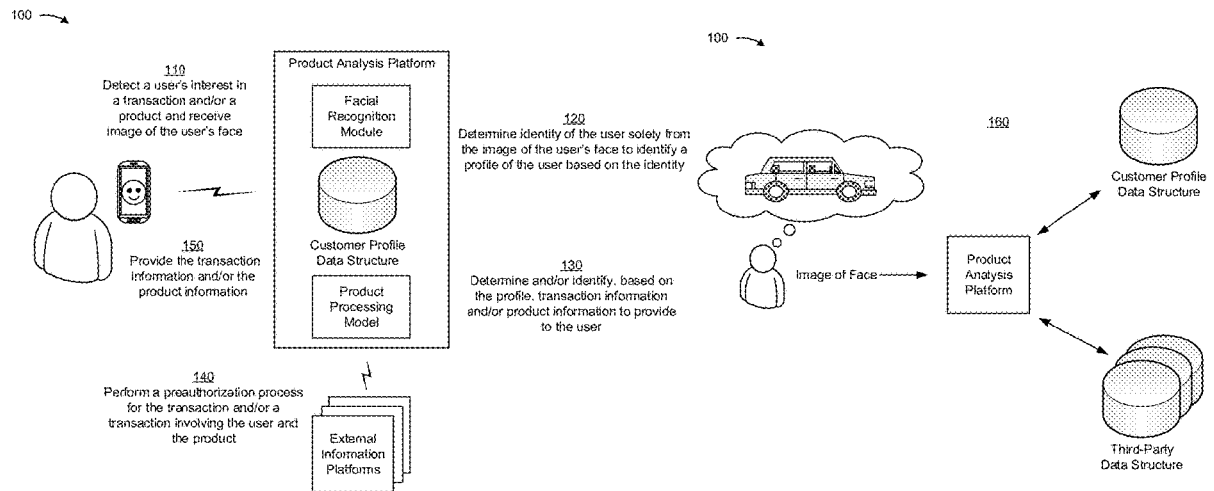 100
110
Detect a user's interest in
a transaction and/or a
product and receive
image of the user's face
150
Provide the transaction
information and/or the
product information
Product Analysis Platform
Facial
Recognition
Module
Customer Profile
Data Structure
Product
Processing
Model
120
Determine identity of the user solely from
the image of the user's face to identify a
profile of the user based on the identity
130
Determine and/or identify, based on
the profile, transaction information
and/or product information to provide
to the user
140
Perform a preauthorization process
for the transaction and/or a
transaction involving the user and
the product
External
Information
Platforms
100
160
Image of Face
Product
Analysis
Platform
Customer Profile
Data Structure
Third-Party
Data Structure